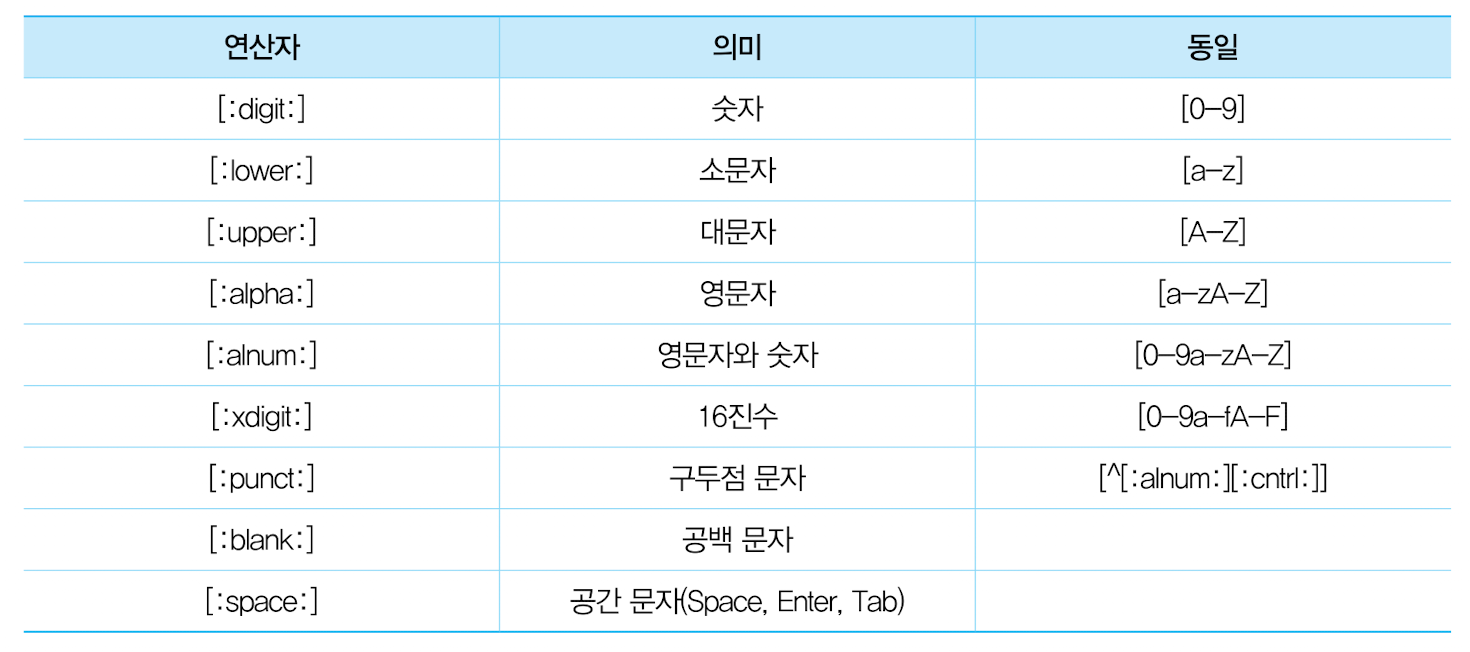 연산자 의미 동일
[:digit:] 숫자 [0-9]
[:lower:] 소문자 [a-z]
[:upper:] 대문자 [A-Z]
[:alpha:] 영문자 [a-zA-Z]
[:alnum:] 영문자와 숫자 [0-9a-zA-Z]
[:xdigit:] 16진수 [0-9a-fA-F]
[:punct:] 구두점 문자 [^[:alnum:][:cntrl:]]
[:blank:] 공백 문자
[:space:] 공간 문자(Space, Enter, Tab)